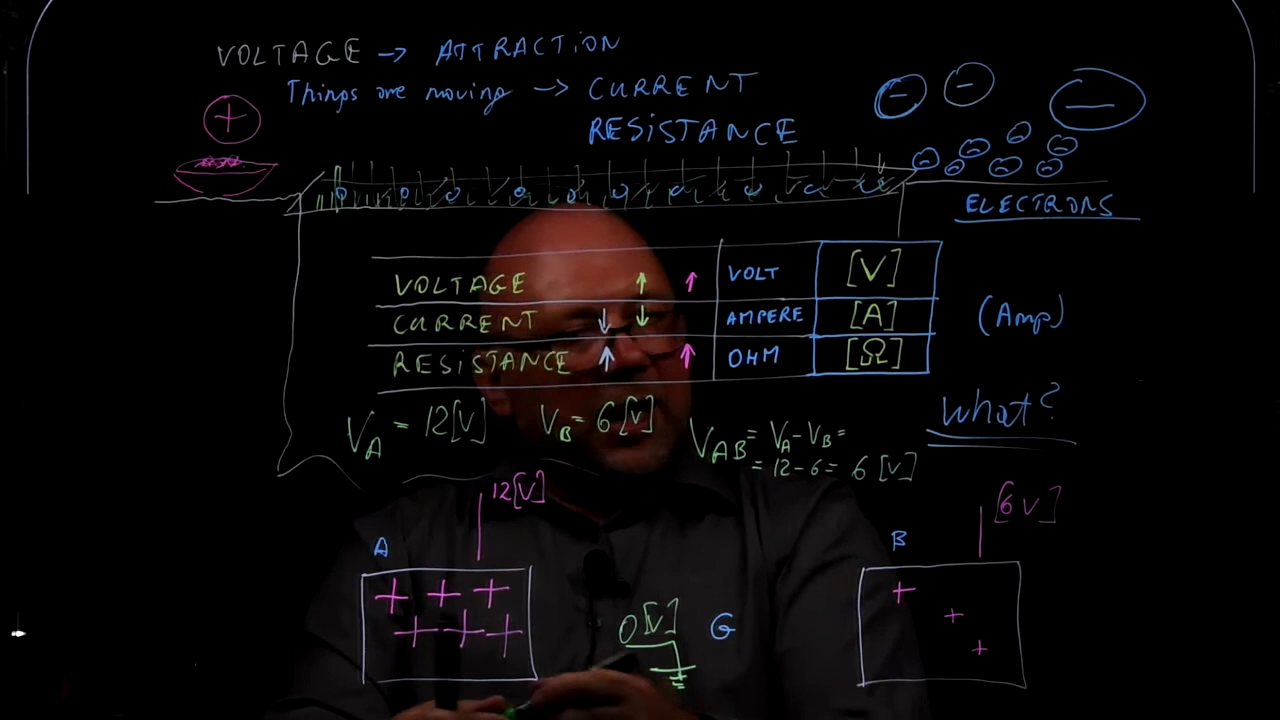 VOLTAGE → ATTRACTION
Things are moving → CURRENT
RESiSTANCE
+
− − −
− − − − − − −
ELECTRONS
VOLTAGE ↑ ↑ VOLT [V]
CURRENT ↓ ↓ AMPERE [A] (Amp)
RESiSTANCE ↑ ↑ OHM [Ω]
What?
V_A = 12[V] V_B = 6[V] V_AB = V_A - V_B =
= 12 - 6 = 6 [V]
12[V] [6V]
A B
+ + + +
+ + + + +
0[V] G